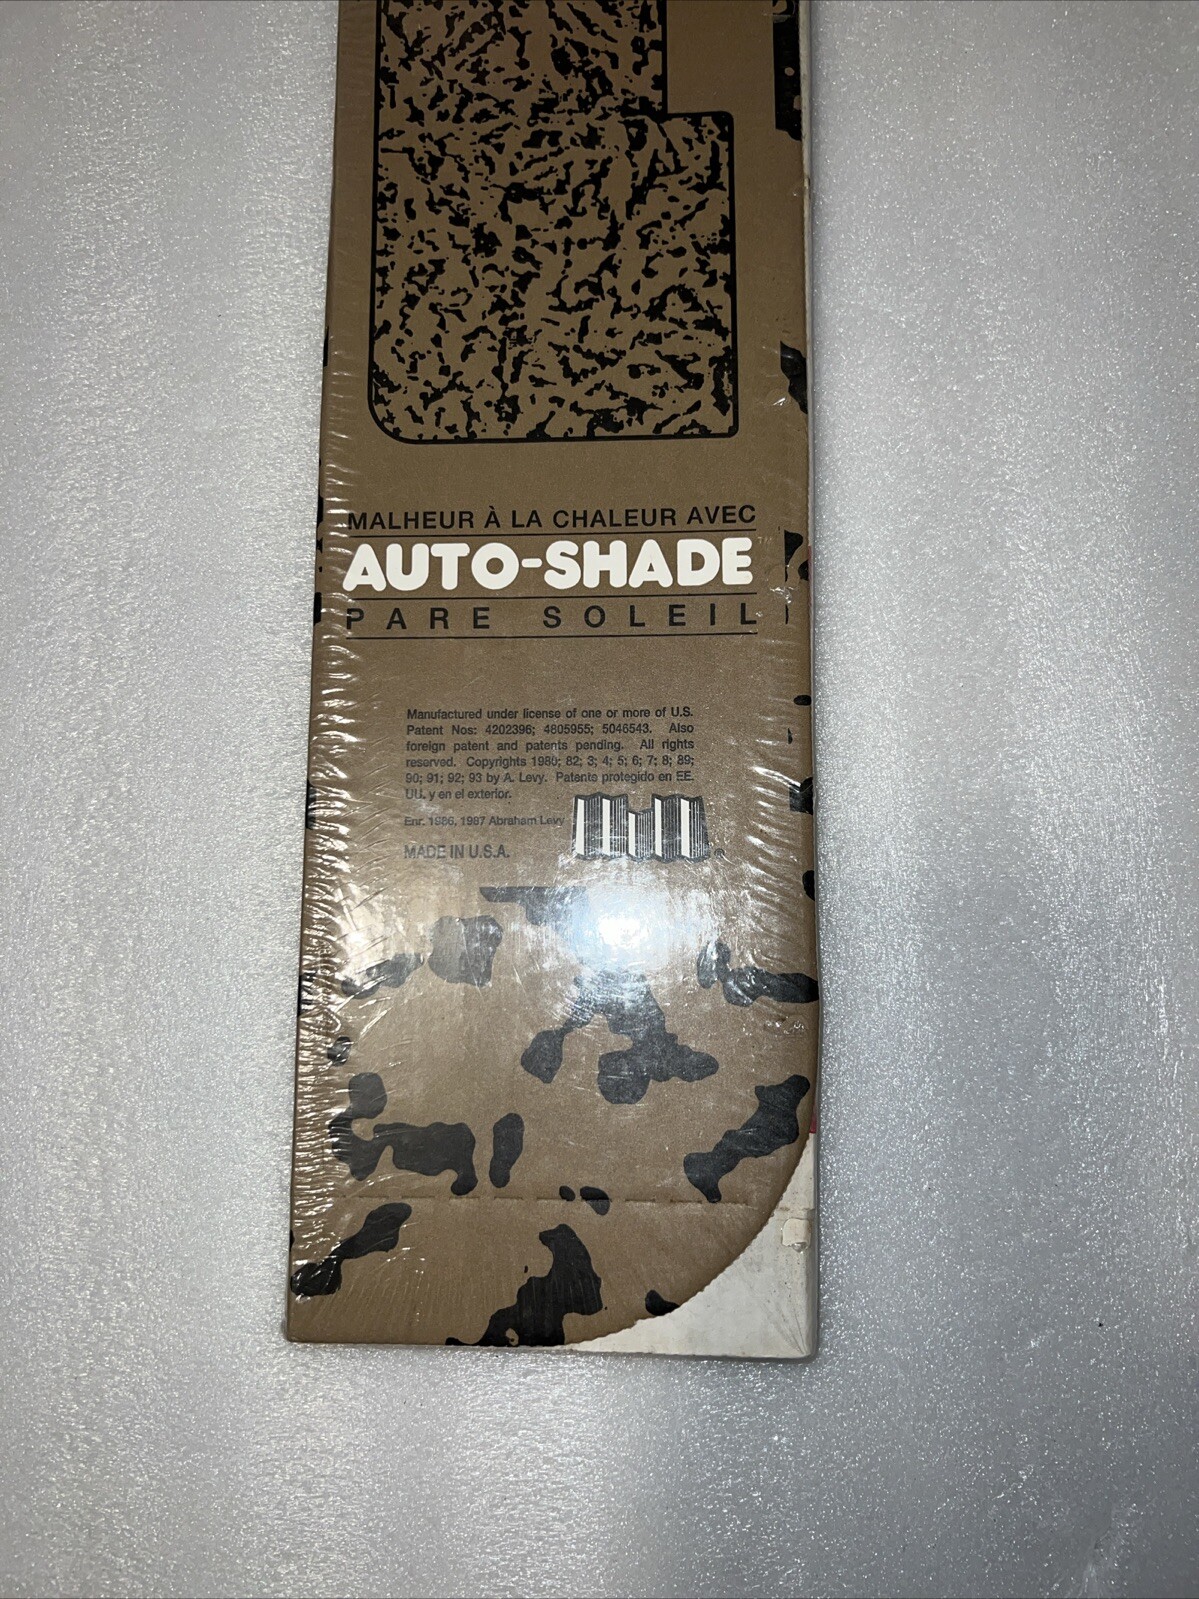 MALHEUR À LA CHALEUR AVEC
AUTO-SHADE™
PARE SOLEIL
Manufactured under license of one or more of U.S.
Patent Nos: 4202396; 4805955; 5046543. Also
foreign patent and patents pending. All rights
reserved. Copyrights 1980; 82; 3; 4; 5; 6; 7; 8; 89;
90; 91; 92; 93 by A. Levy. Patente protegido en EE.
UU. y en el exterior.
Enr. 1986, 1987 Abraham Levy
MADE IN U.S.A.